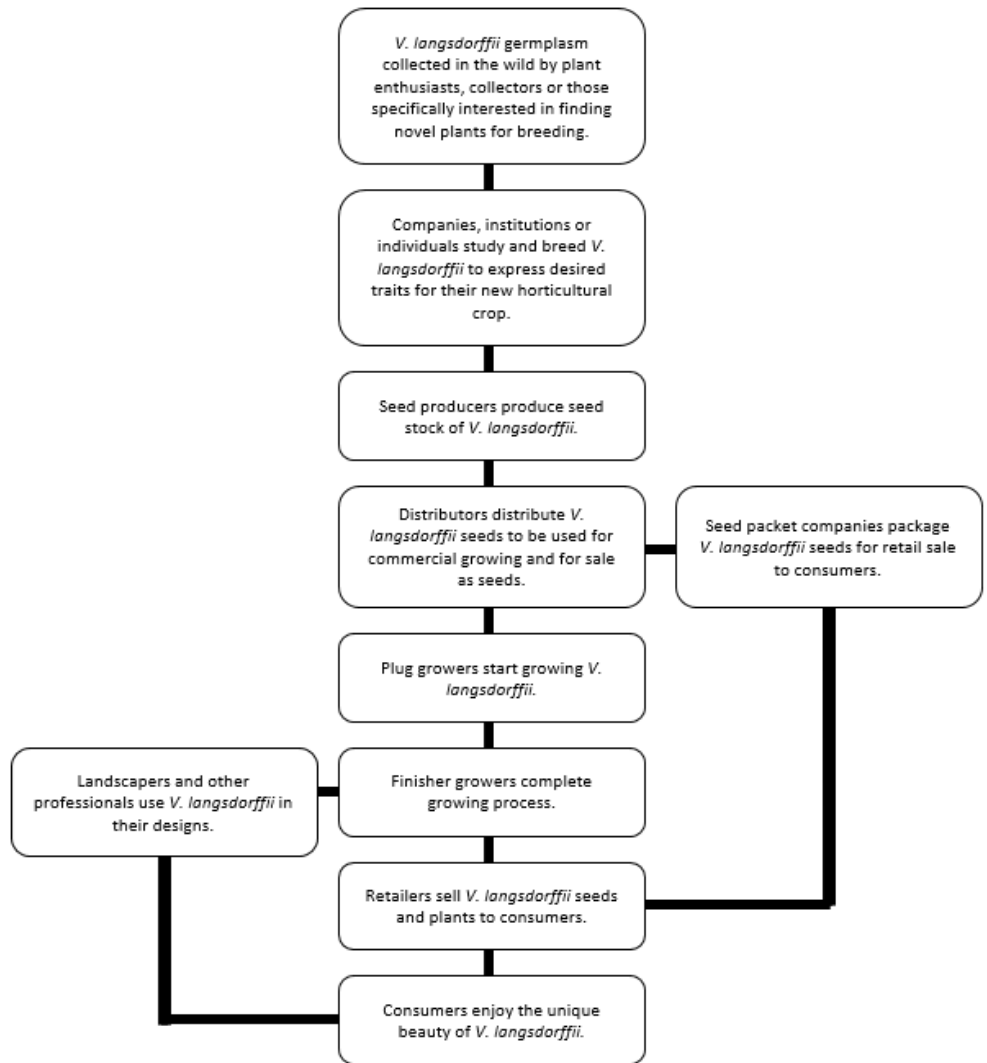 V. langsdorffii germplasm
collected in the wild by plant
enthusiasts, collectors or those
specifically interested in finding
novel plants for breeding.
Companies, institutions or
individuals study and breed V.
langsdorffii to express desired
traits for their new horticultural
crop.
Seed producers produce seed
stock of V. langsdorffii.
Distributors distribute V.
langsdorffii seeds to be used for
commercial growing and for sale
as seeds.
Seed packet companies package
V. langsdorffii seeds for retail sale
to consumers.
Plug growers start growing V.
langsdorffii.
Landscapers and other
professionals use V. langsdorffii in
their designs.
Finisher growers complete
growing process.
Retailers sell V. langsdorffii seeds
and plants to consumers.
Consumers enjoy the unique
beauty of V. langsdorffii.